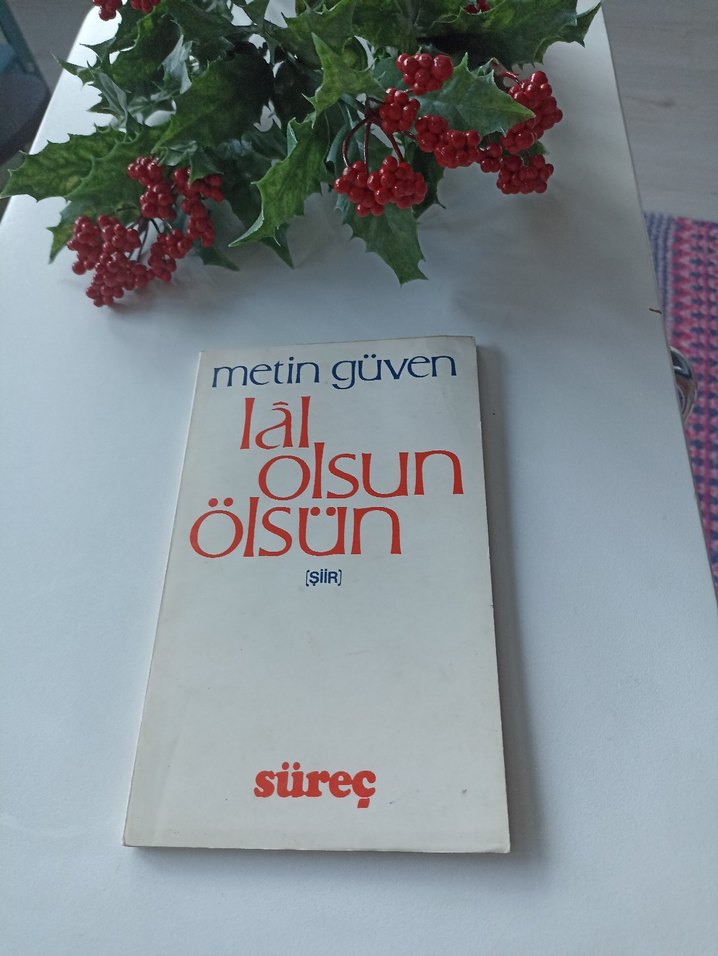 metin güven
lâl
olsun
ölsün
[ŞİİR]
süreç